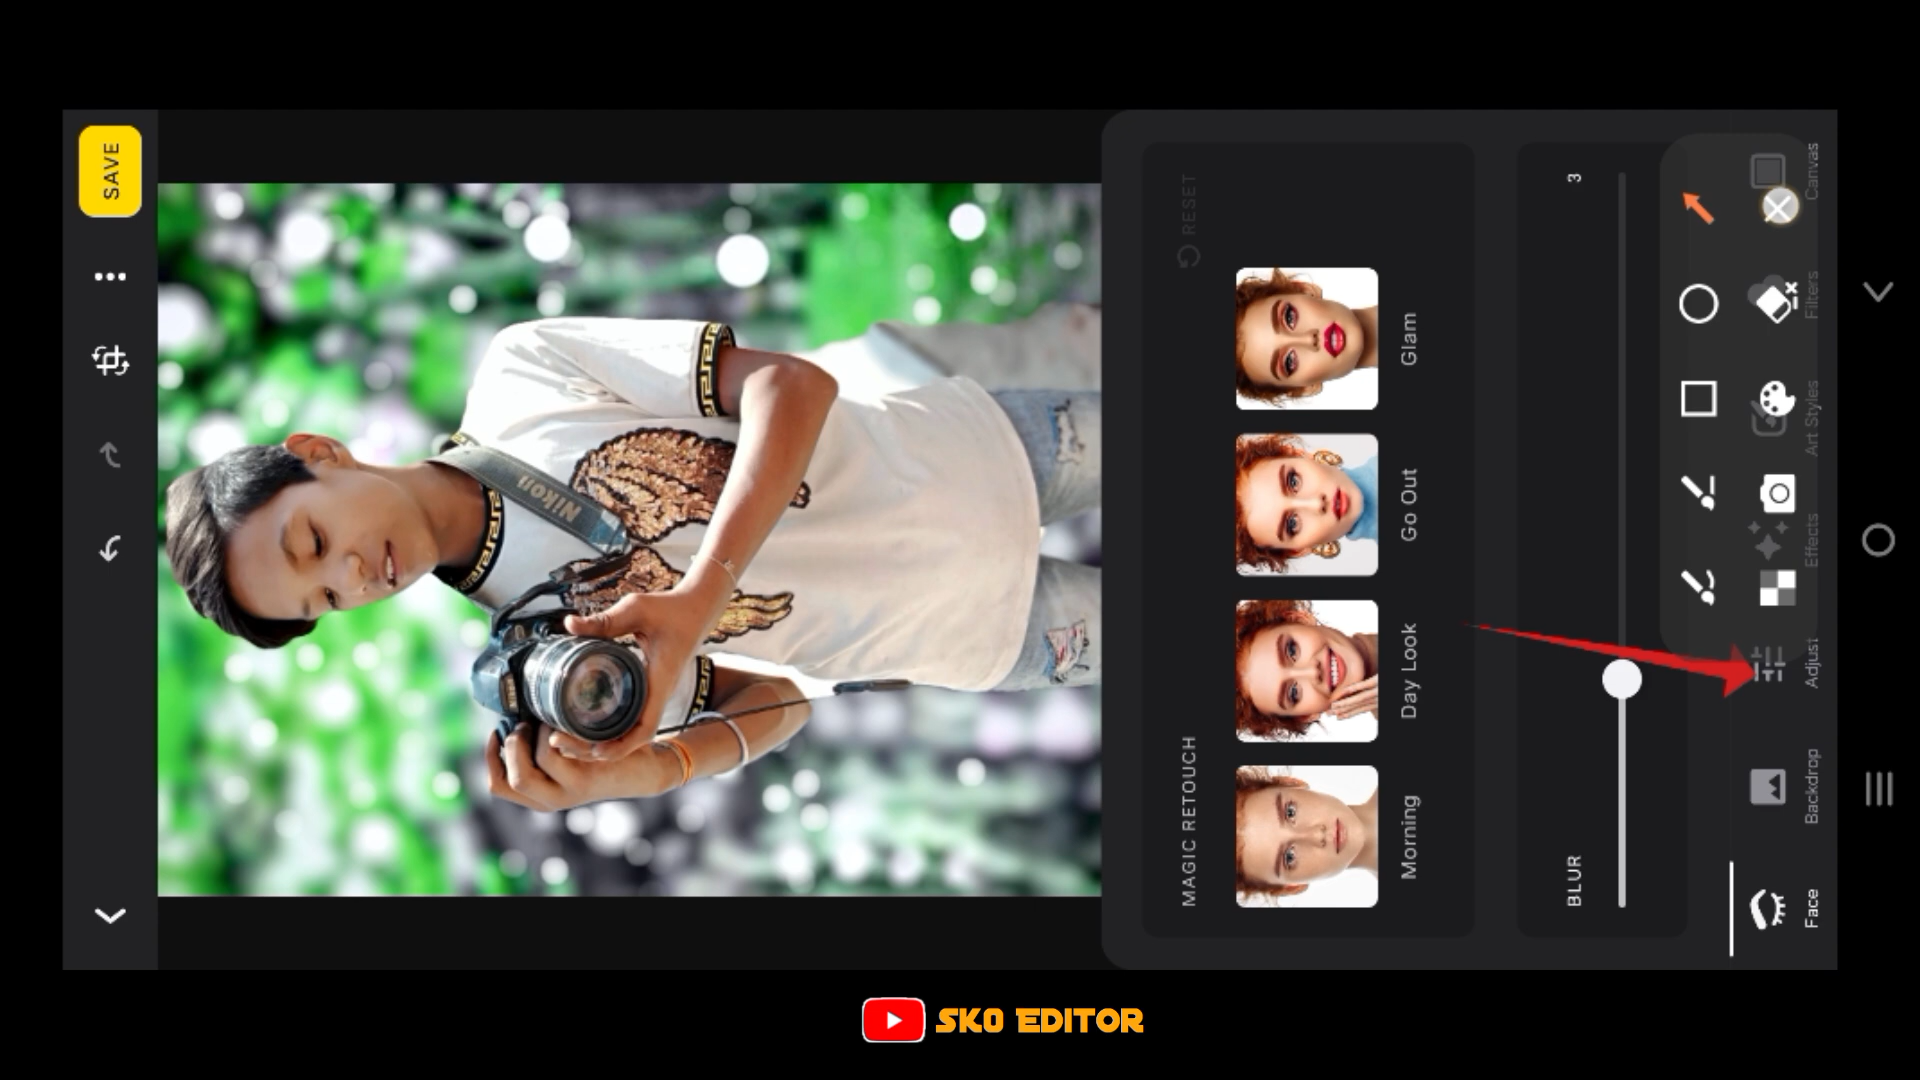 SAVE
Nikon
MAGIC RETOUCH
RESET
Morning
Day Look
Go Out
Glam
BLUR
3
Face
Backdrop
Adjust
Effects
Art Styles
Filters
Canvas
SKO EDITOR